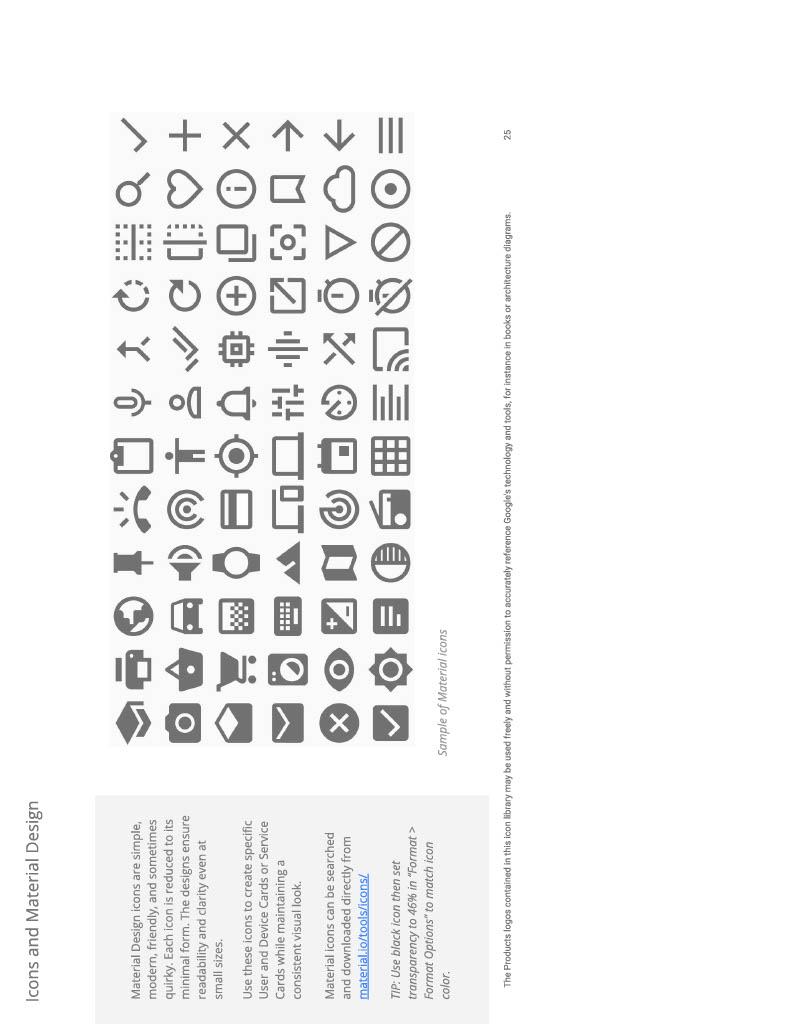 Icons and Material Design
Material Design icons are simple,
modern, friendly, and sometimes
quirky. Each icon is reduced to its
minimal form. The designs ensure
readability and clarity even at
small sizes.
Use these icons to create specific
User and Device Cards or Service
Cards while maintaining a
consistent visual look.
Material icons can be searched
and downloaded directly from
material.io/tools/icons/
TIP: Use black icon then set
transparency to 46% in “Format >
Format Options” to match icon
color.
Sample of Material icons
The Products logos contained in this icon library may be used freely and without permission to accurately reference Google's technology and tools, for instance in books or architecture diagrams.
25